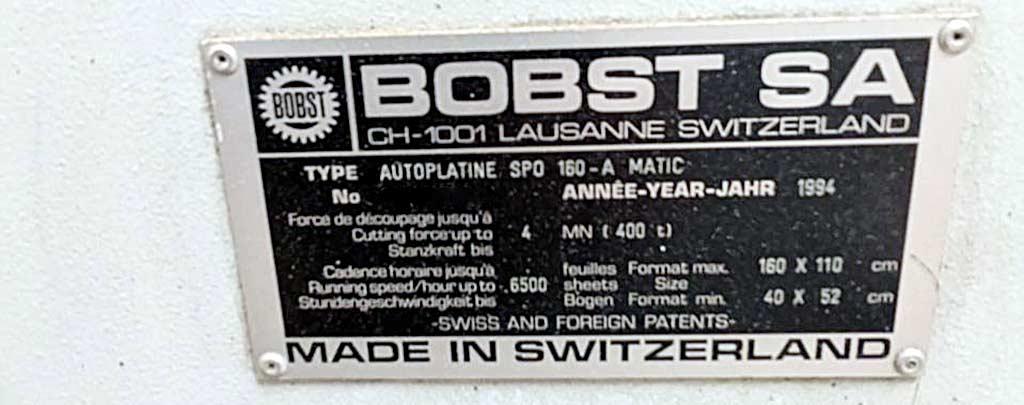 BOBST
BOBST SA
CH-1001 LAUSANNE SWITZERLAND
TYPE AUTOPLATINE SPO 160-A MATIC
No ANNÉE-YEAR-JAHR 1994
Force de découpage jusqu'à
Cutting force up to 4 MN (400 t)
Stanzkraft bis
Cadence horaire jusqu'à feuilles Format max. 160 X 110 cm
Running speed/hour up to 6500 sheets Size
Stundengeschwindigkeit bis Bogen Format min. 40 X 52 cm
-SWISS AND FOREIGN PATENTS-
MADE IN SWITZERLAND